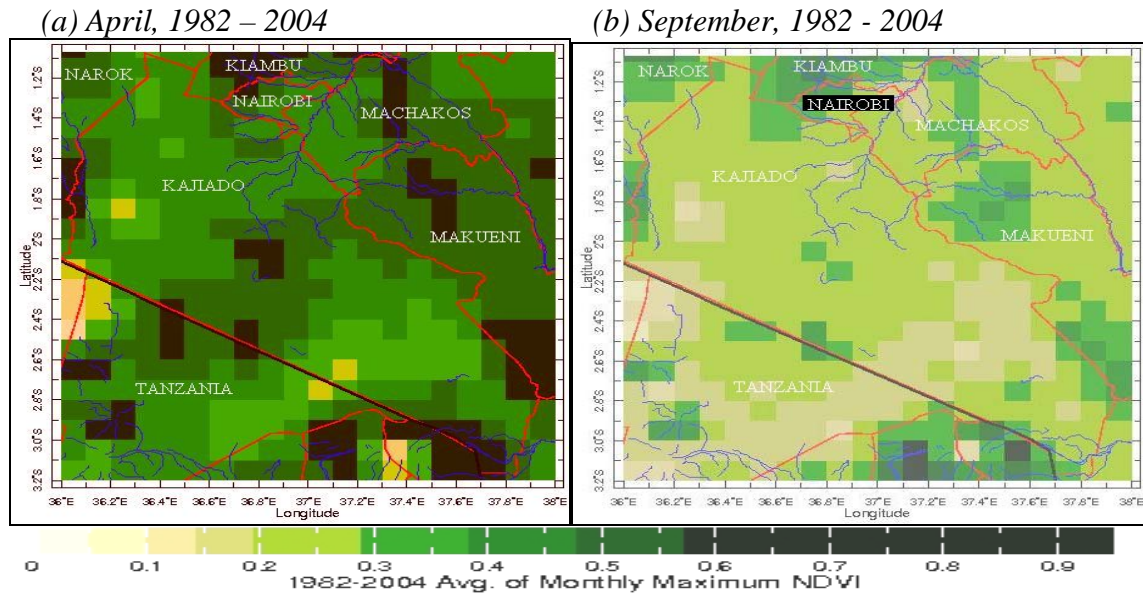 (a) April, 1982 – 2004
(b) September, 1982 - 2004
NAROK
KIAMBU
NAIROBI
MACHAKOS
KAJIADO
MAKUENI
TANZANIA
Latitude
1.2°S
1.4°S
1.6°S
1.8°S
2°S
2.2°S
2.4°S
2.6°S
2.8°S
3.0°S
3.2°S
36°E 36.2°E 36.4°E 36.6°E 36.8°E 37°E 37.2°E 37.4°E 37.6°E 37.8°E 38°E
Longitude
NAROK
KIAMBU
NAIROBI
MACHAKOS
KAJIADO
MAKUENI
TANZANIA
Latitude
1.2°S
1.4°S
1.6°S
1.8°S
2°S
2.2°S
2.4°S
2.6°S
2.8°S
3.0°S
3.2°S
36°E 36.2°E 36.4°E 36.6°E 36.8°E 37°E 37.2°E 37.4°E 37.6°E 37.8°E 38°E
Longitude
0 0.1 0.2 0.3 0.4 0.5 0.6 0.7 0.8 0.9
1982-2004 Avg. of Monthly Maximum NDVI